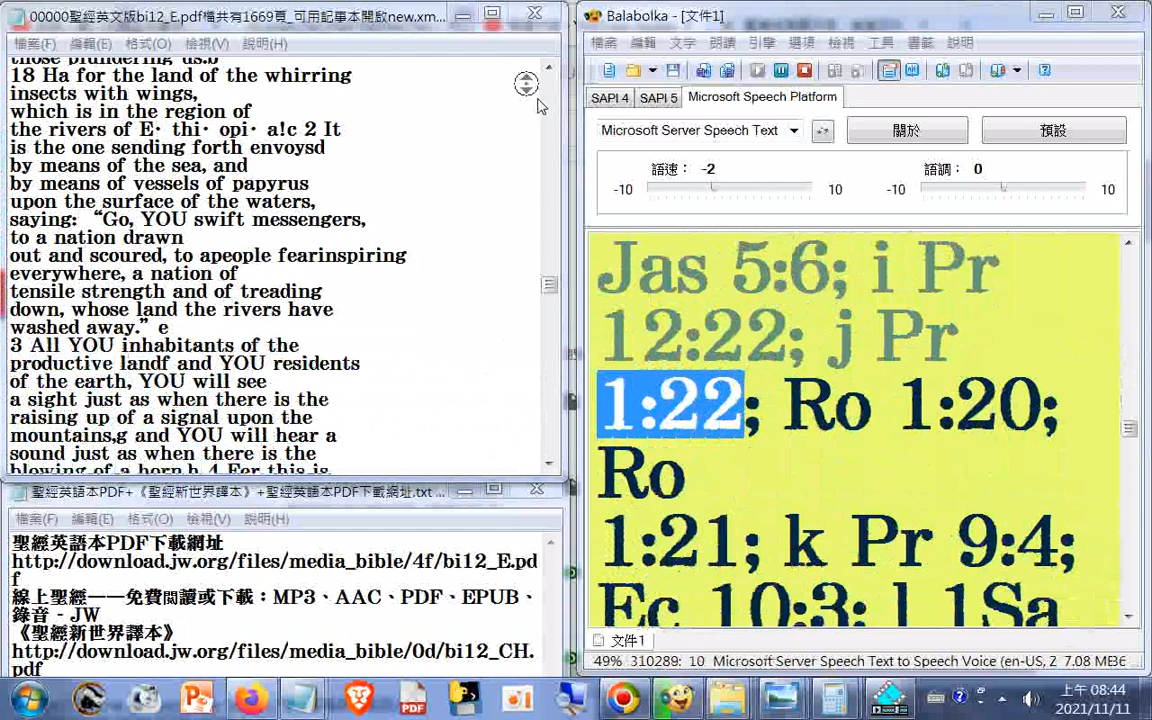 00000聖經英文版bi12_E.pdf檔共有1669頁_可用記事本開啟new.xm...
檔案(F) 編輯(E) 格式(O) 檢視(V) 說明(H)
those plundering us.b
18 Ha for the land of the whirring
insects with wings,
which is in the region of
the rivers of E· thi· opi· a!c 2 It
is the one sending forth envoysd
by means of the sea, and
by means of vessels of papyrus
upon the surface of the waters,
saying: “Go, YOU swift messengers,
to a nation drawn
out and scoured, to apeople fearinspiring
everywhere, a nation of
tensile strength and of treading
down, whose land the rivers have
washed away.” e
3 All YOU inhabitants of the
productive landf and YOU residents
of the earth, YOU will see
a sight just as when there is the
raising up of a signal upon the
mountains,g and YOU will hear a
sound just as when there is the
blowing of a horn.h 4 For this is
聖經英語本PDF+《聖經新世界譯本》+聖經英語本PDF下載網址.txt ...
檔案(F) 編輯(E) 格式(O) 檢視(V) 說明(H)
聖經英語本PDF下載網址
http://download.jw.org/files/media_bible/4f/bi12_E.pd
f
線上聖經——免費閱讀或下載：MP3、AAC、PDF、EPUB、
錄音 - JW
《聖經新世界譯本》
http://download.jw.org/files/media_bible/0d/bi12_CH.
pdf
Balabolka - [文件1]
檔案 編輯 文字 朗讀 引擎 選項 檢視 工具 書籤 說明
SAPI 4 SAPI 5 Microsoft Speech Platform
Microsoft Server Speech Text 關於 預設
語速： -2 語調： 0
-10 10 -10 10
Jas 5:6; i Pr
12:22; j Pr
1:22; Ro 1:20;
Ro
1:21; k Pr 9:4;
Ec 10:3; l 1Sa
文件1
49% 310289: 10 Microsoft Server Speech Text to Speech Voice (en-US, Z 7.08 MB
上午 08:44
2021/11/11